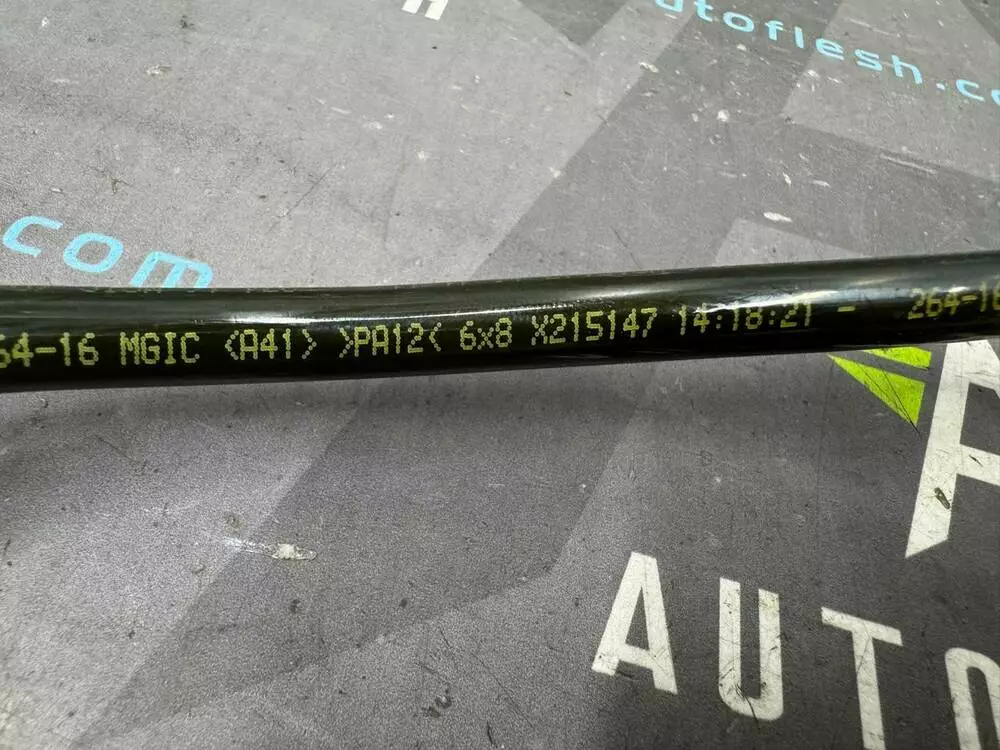 utoflesh.co
com
64-16 MGIC <A41> >PA12< 6x8 X215147 14:18:21 - 264-16
AUTO